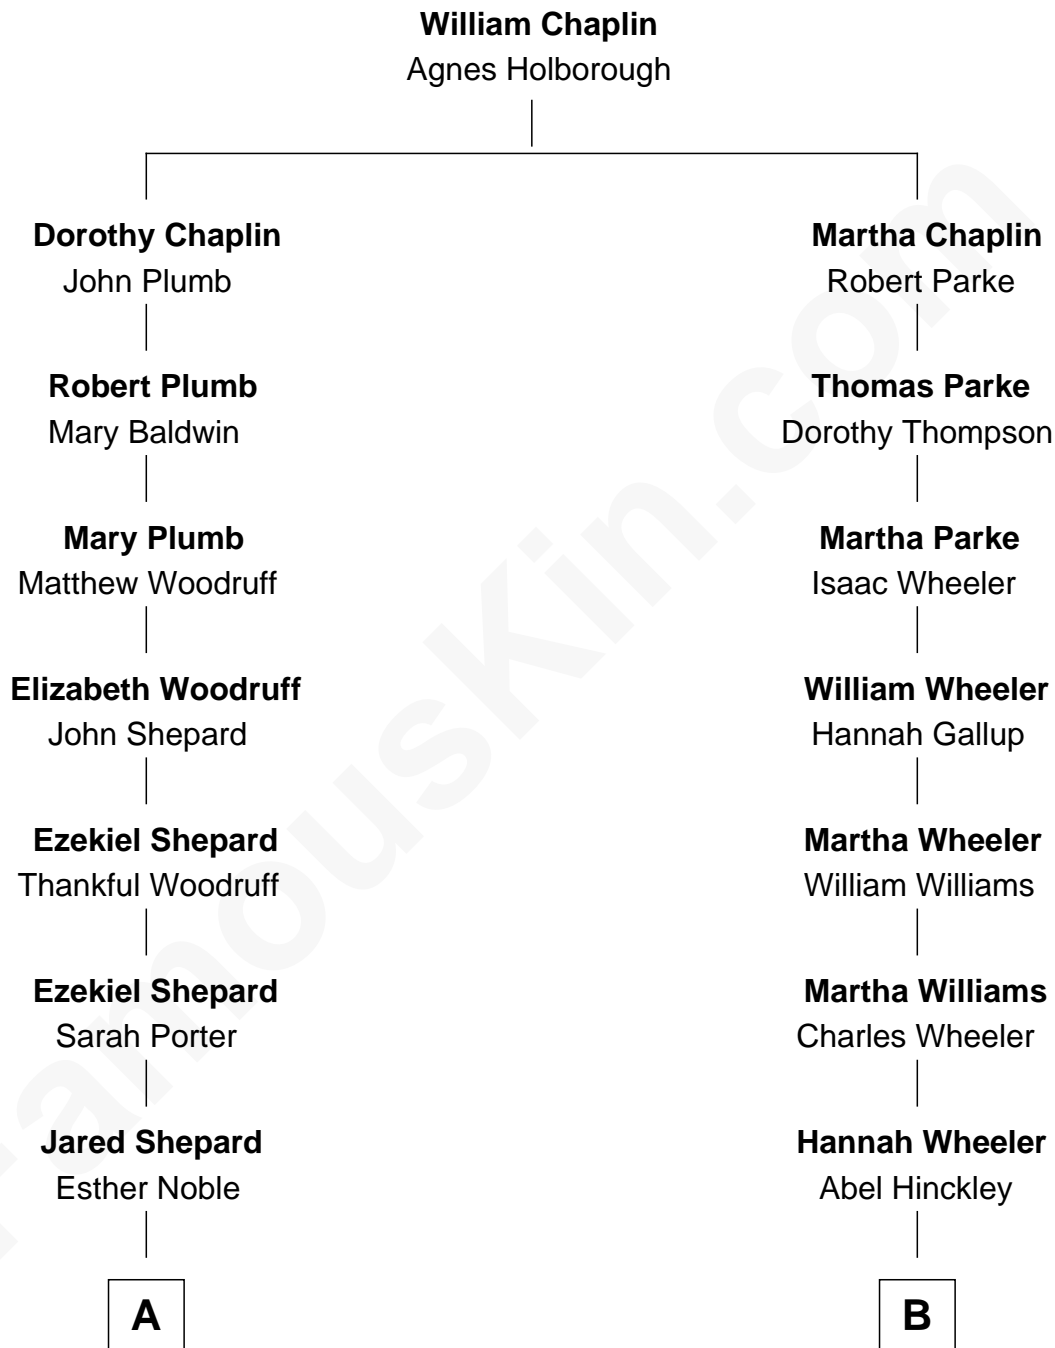 William Chaplin
Agnes Holborough
Dorothy Chaplin
John Plumb
Martha Chaplin
Robert Parke
Robert Plumb
Mary Baldwin
Thomas Parke
Dorothy Thompson
Mary Plumb
Matthew Woodruff
Martha Parke
Isaac Wheeler
Elizabeth Woodruff
John Shepard
William Wheeler
Hannah Gallup
Ezekiel Shepard
Thankful Woodruff
Martha Wheeler
William Williams
Ezekiel Shepard
Sarah Porter
Martha Williams
Charles Wheeler
Jared Shepard
Esther Noble
Hannah Wheeler
Abel Hinckley
A
B
FamousKin.com